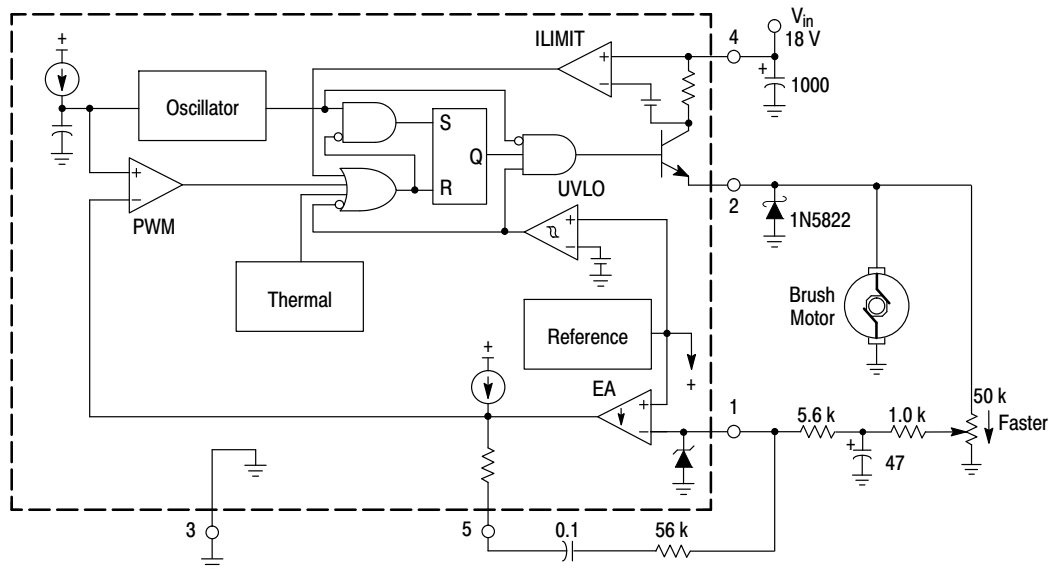 V_in
18 V
4
ILIMIT
+
+
−
+
1000
Oscillator
S
Q
R
UVLO
+
−
PWM
2
1N5822
+
−
Thermal
Brush
Motor
Reference
+
+
EA
+
−
1
5.6 k
1.0 k
50 k
Faster
+
47
3
5
0.1
56 k